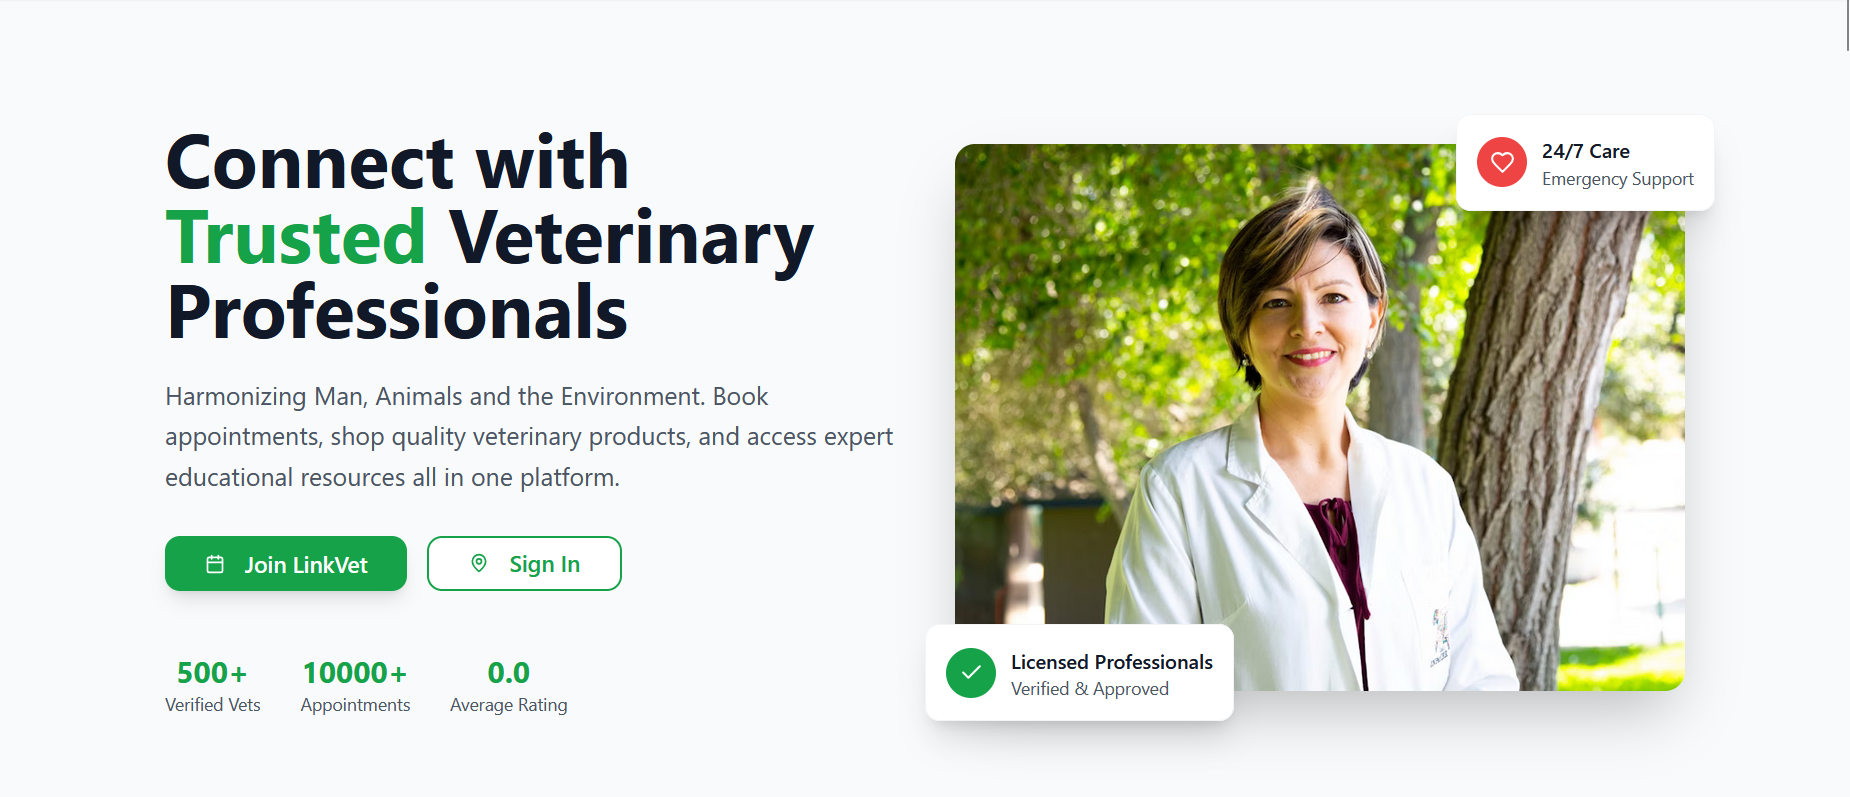 Connect with
Trusted Veterinary
Professionals
Harmonizing Man, Animals and the Environment. Book
appointments, shop quality veterinary products, and access expert
educational resources all in one platform.
Join LinkVet
Sign In
500+
Verified Vets
10000+
Appointments
0.0
Average Rating
24/7 Care
Emergency Support
Licensed Professionals
Verified & Approved